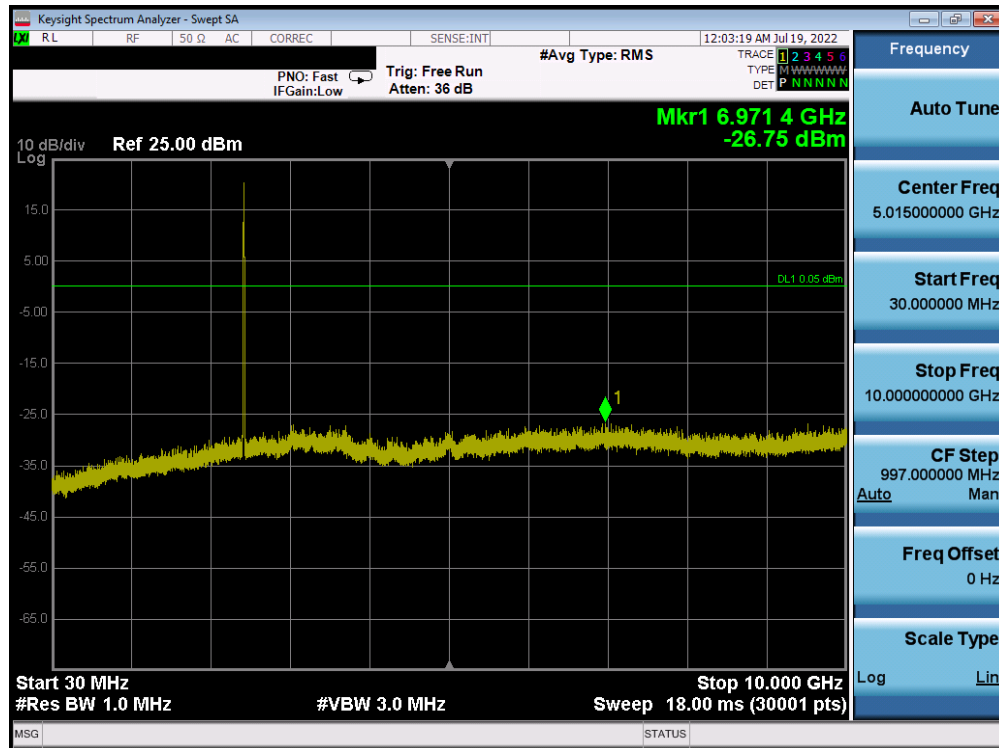 Keysight Spectrum Analyzer - Swept SA
LXI RL RF 50 Ω AC CORREC SENSE:INT 12:03:19 AM Jul 19, 2022
#Avg Type: RMS
TRACE 1 2 3 4 5 6
TYPE M WWWWW
DET P N N N N N
PNO: Fast Trig: Free Run
IFGain:Low Atten: 36 dB
Mkr1 6.971 4 GHz
-26.75 dBm
10 dB/div Ref 25.00 dBm
Log
15.0
5.00
DL1 0.05 dBm
-5.00
-15.0
1
-25.0
-35.0
-45.0
-55.0
-65.0
Start 30 MHz Stop 10.000 GHz
#Res BW 1.0 MHz #VBW 3.0 MHz Sweep 18.00 ms (30001 pts)
MSG STATUS
Frequency
Auto Tune
Center Freq
5.015000000 GHz
Start Freq
30.000000 MHz
Stop Freq
10.000000000 GHz
CF Step
997.000000 MHz
Auto Man
Freq Offset
0 Hz
Scale Type
Log Lin